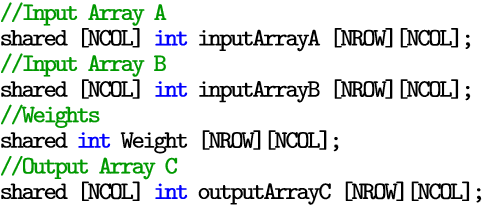 //Input Array A
shared [NCOL] int inputArrayA [NROW][NCOL];
//Input Array B
shared [NCOL] int inputArrayB [NROW][NCOL];
//Weights
shared int Weight [NROW][NCOL];
//Output Array C
shared [NCOL] int outputArrayC [NROW][NCOL];